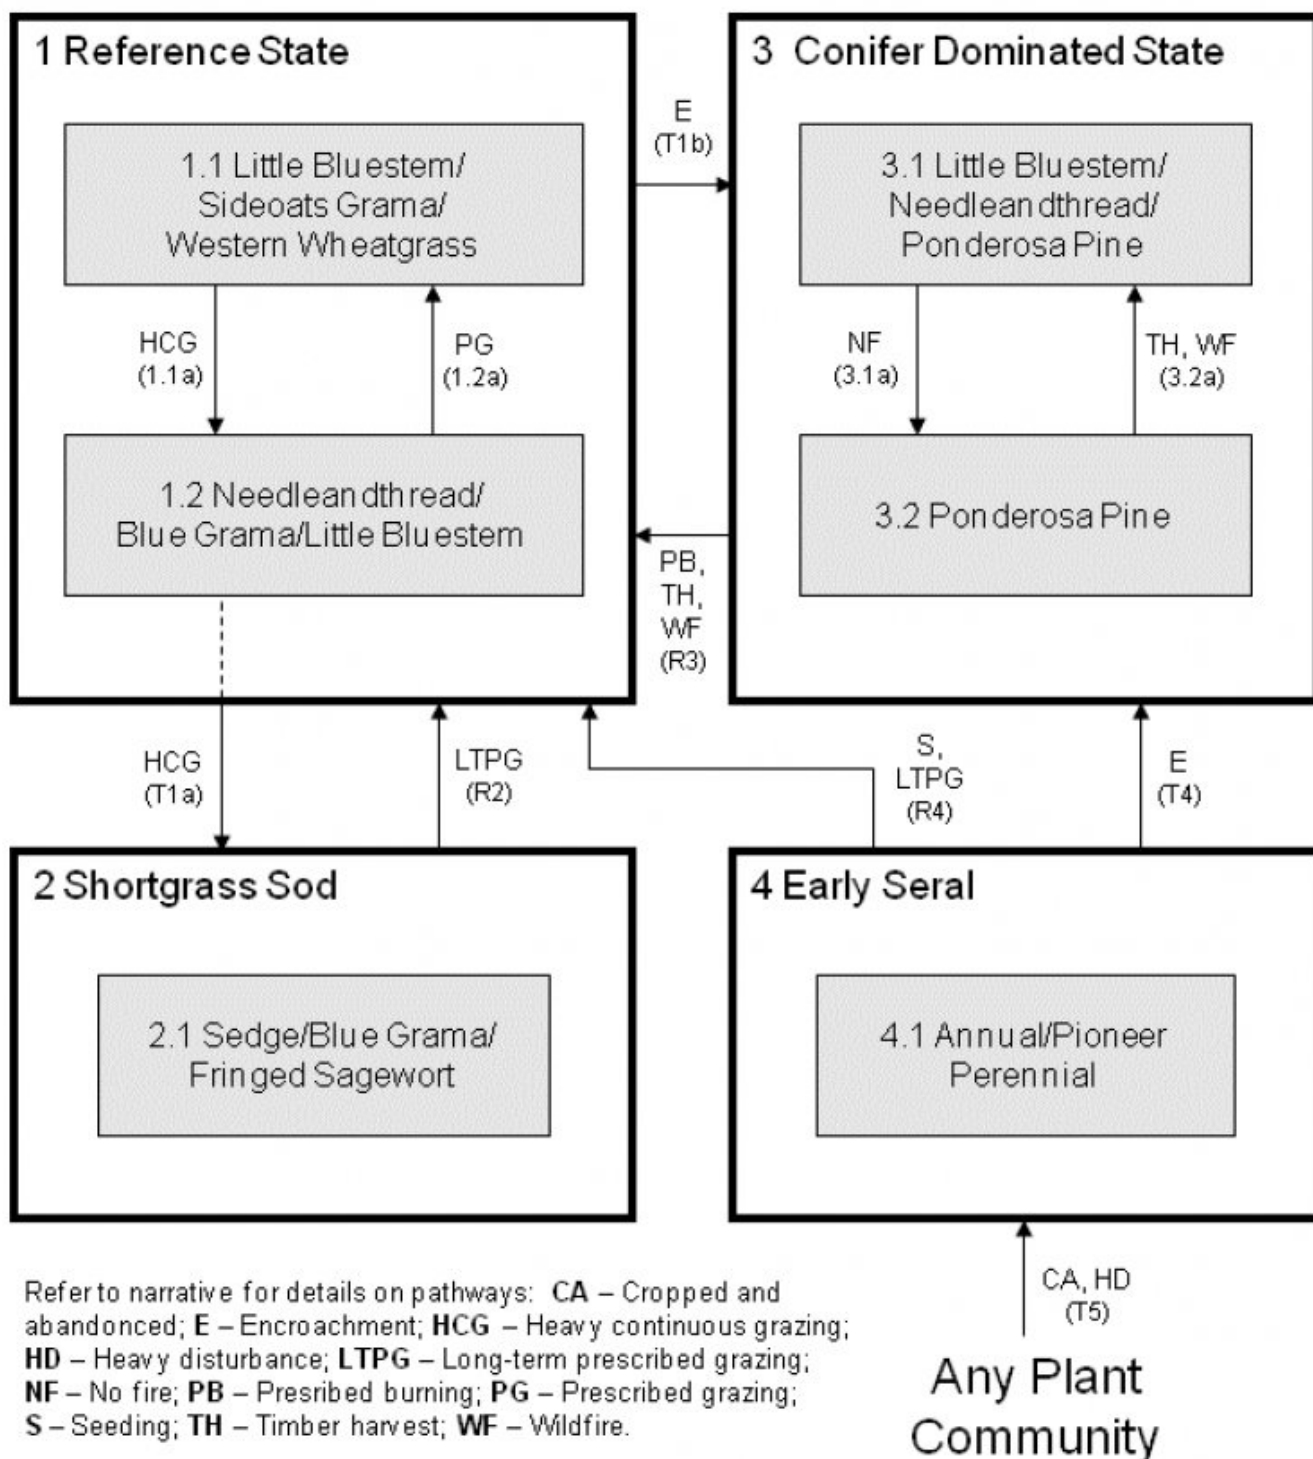 1 Reference State
1.1 Little Bluestem/
Sideoats Grama/
Western Wheatgrass
HCG
(1.1a)
PG
(1.2a)
1.2 Needleandthread/
Blue Grama/Little Bluestem
E
(T1b)
3 Conifer Dominated State
3.1 Little Bluestem/
Needleandthread/
Ponderosa Pine
NF
(3.1a)
TH, WF
(3.2a)
3.2 Ponderosa Pine
PB,
TH,
WF
(R3)
HCG
(T1a)
LTPG
(R2)
S,
LTPG
(R4)
E
(T4)
2 Shortgrass Sod
2.1 Sedge/Blue Grama/
Fringed Sagewort
4 Early Seral
4.1 Annual/Pioneer
Perennial
CA, HD
(T5)
Any Plant
Community
Refer to narrative for details on pathways: CA – Cropped and
abandonced; E – Encroachment; HCG – Heavy continuous grazing;
HD – Heavy disturbance; LTPG – Long-term prescribed grazing;
NF – No fire; PB – Presribed burning; PG – Prescribed grazing;
S – Seeding; TH – Timber harvest; WF – Wildfire.